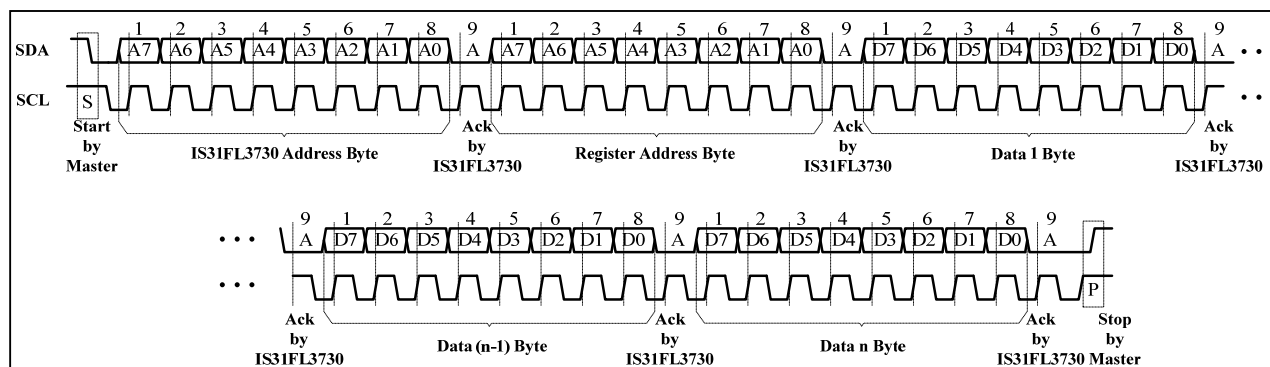 1 2 3 4 5 6 7 8 9 1 2 3 4 5 6 7 8 9 1 2 3 4 5 6 7 8 9
SDA A7 A6 A5 A4 A3 A2 A1 A0 A A7 A6 A5 A4 A3 A2 A1 A0 A D7 D6 D5 D4 D3 D2 D1 D0 A • •
SCL S • •
Start by Master
IS31FL3730 Address Byte
Ack by IS31FL3730
Register Address Byte
Ack by IS31FL3730
Data 1 Byte
Ack by IS31FL3730
9 1 2 3 4 5 6 7 8 9 1 2 3 4 5 6 7 8 9
• • • A D7 D6 D5 D4 D3 D2 D1 D0 A D7 D6 D5 D4 D3 D2 D1 D0 A
• • • P
Ack by IS31FL3730
Data (n-1) Byte
Ack by IS31FL3730
Data n Byte
Ack by IS31FL3730
Stop by Master